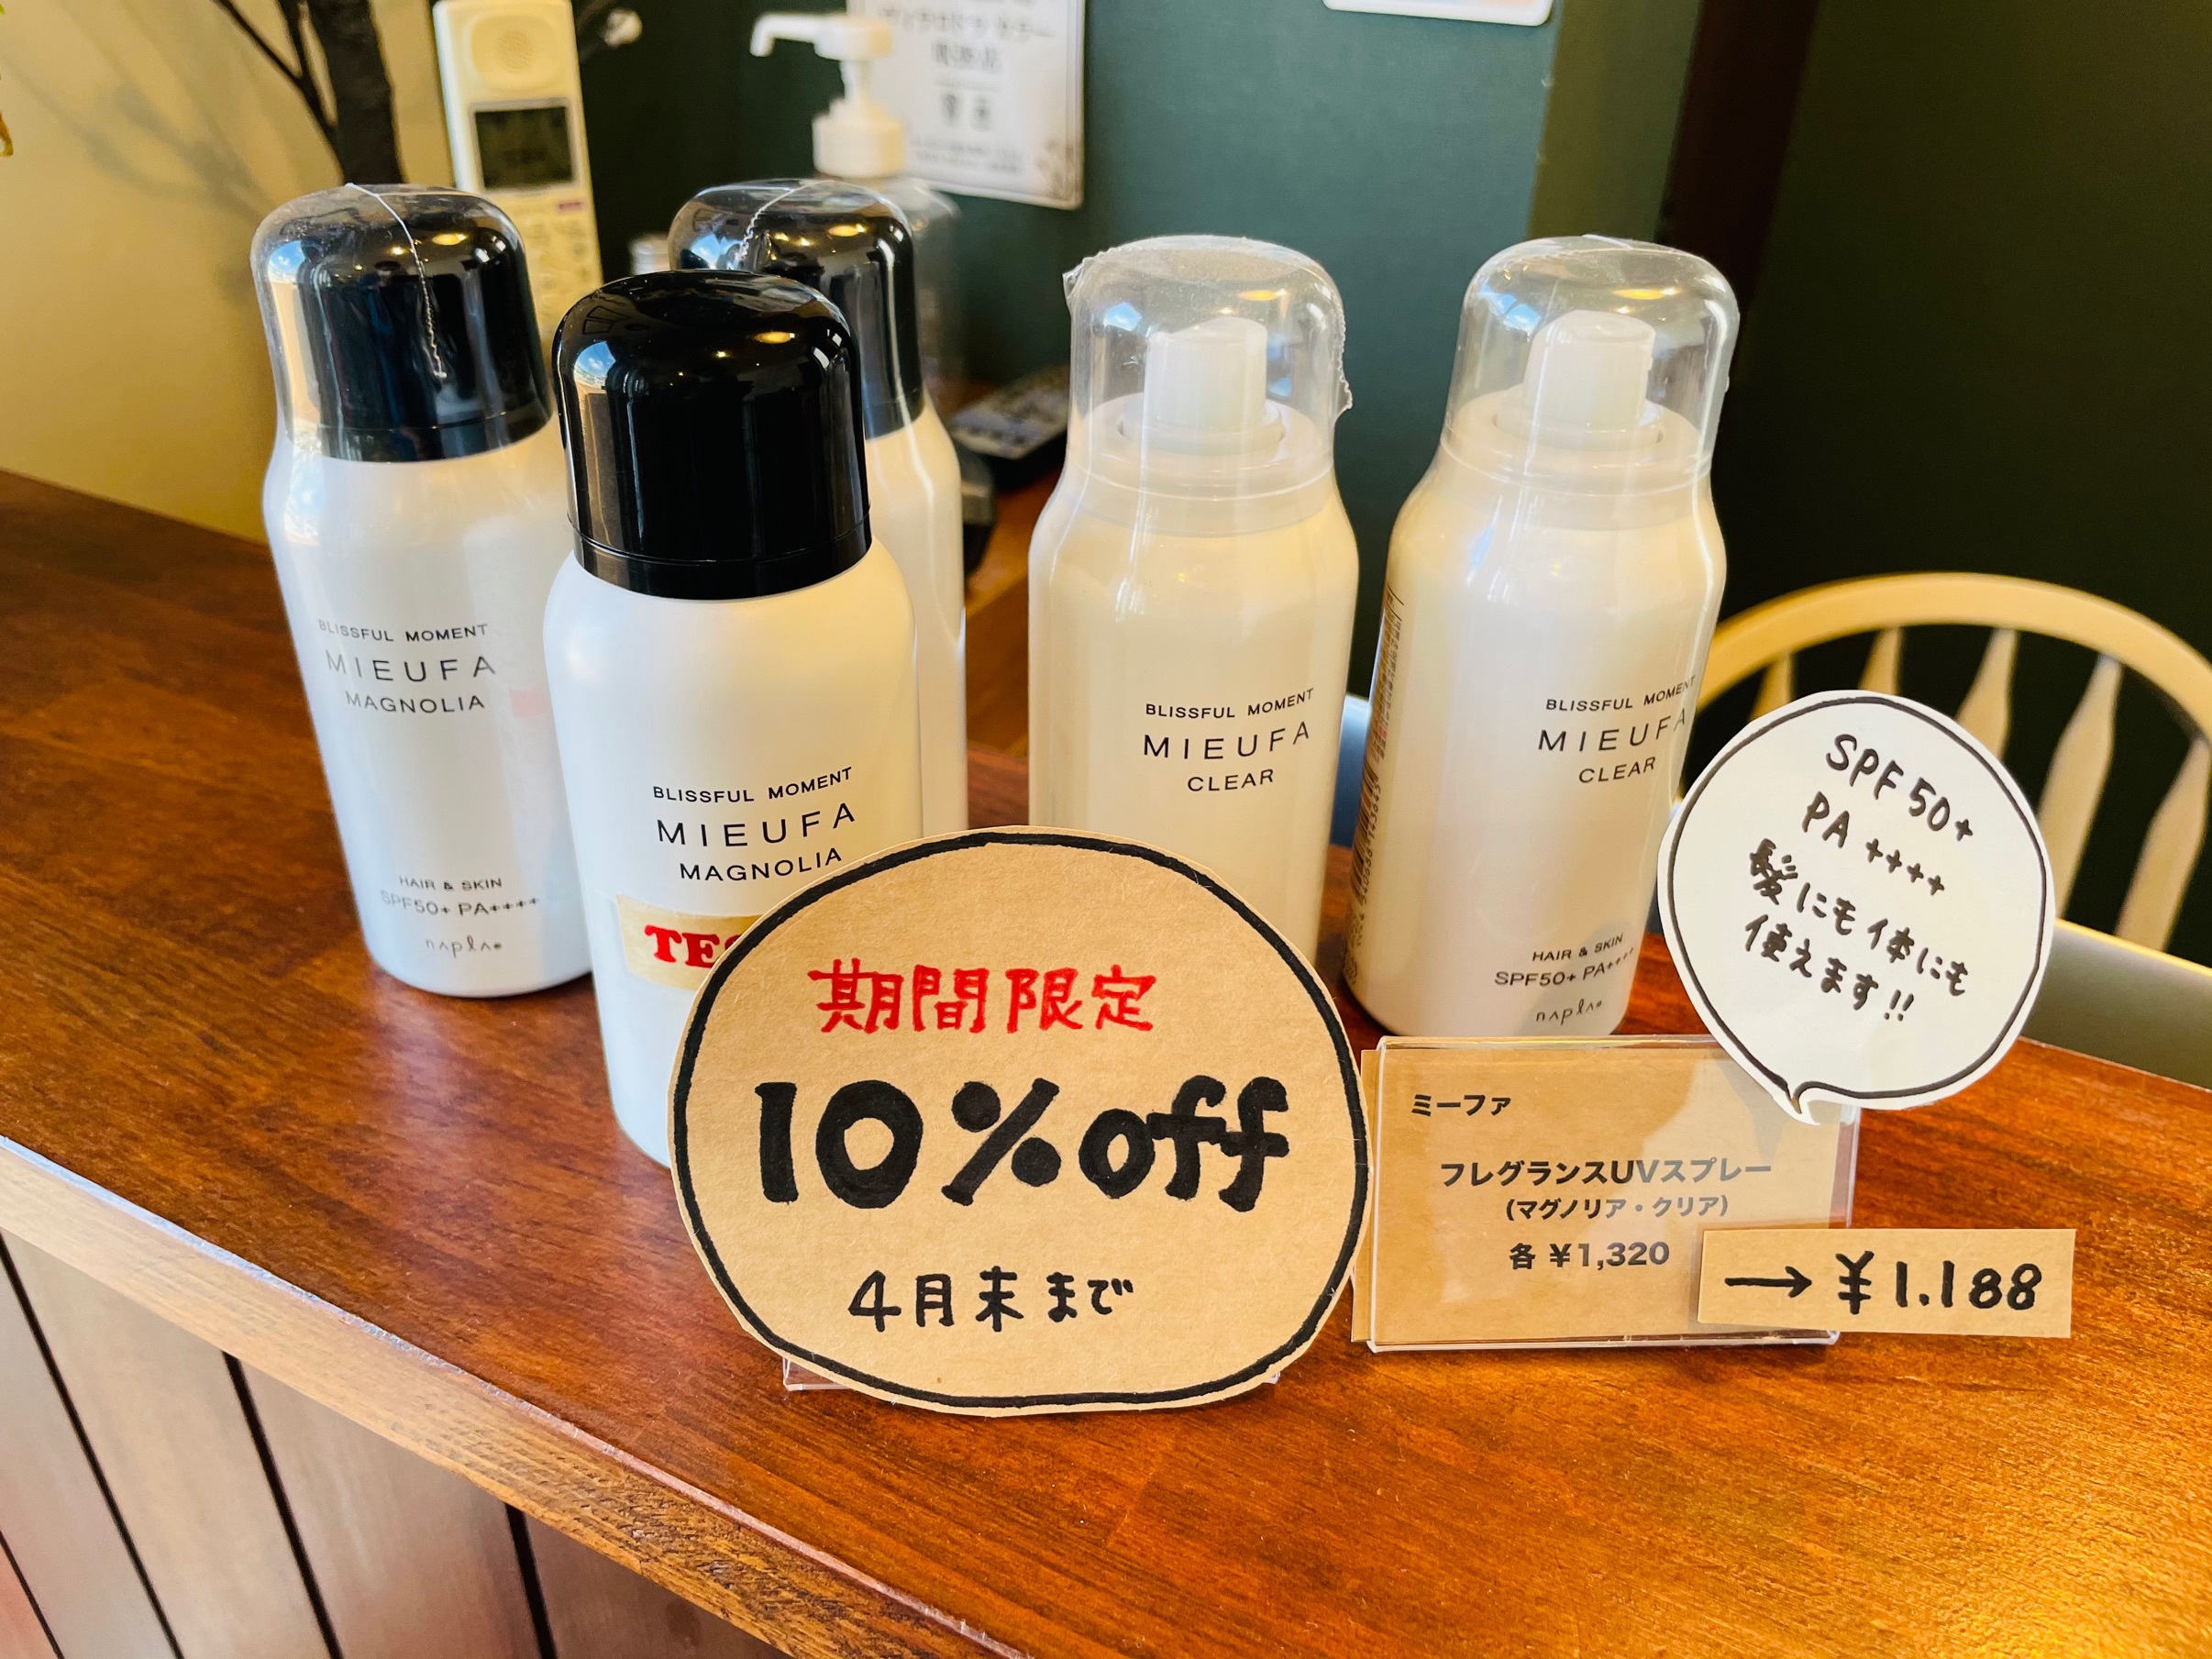 BLISSFUL MOMENT
MIEUFA
MAGNOLIA
HAIR & SKIN
SPF50+ PA++++
napla
BLISSFUL MOMENT
MIEUFA
MAGNOLIA
BLISSFUL MOMENT
MIEUFA
CLEAR
BLISSFUL MOMENT
MIEUFA
CLEAR
HAIR & SKIN
SPF50+ PA++++
napla
SPF50+
PA++++
髪にも体にも
使えます!!
期間限定
10%off
4月末まで
ミーファ
フレグランスUVスプレー
(マグノリア・クリア)
各 ¥1,320
→ ¥1.188